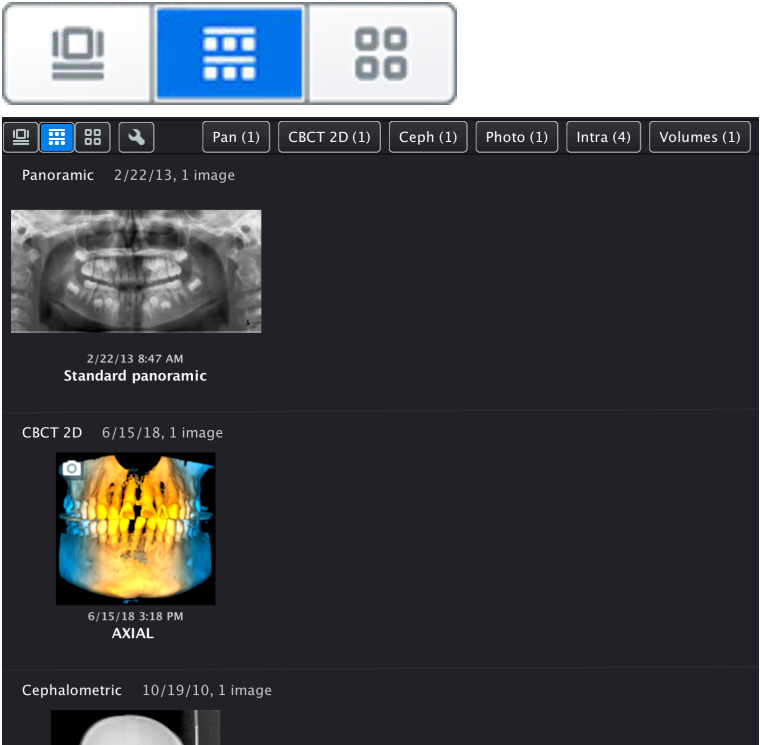 Pan (1) CBCT 2D (1) Ceph (1) Photo (1) Intra (4) Volumes (1)
Panoramic 2/22/13, 1 image
2/22/13 8:47 AM
Standard panoramic
CBCT 2D 6/15/18, 1 image
6/15/18 3:18 PM
AXIAL
Cephalometric 10/19/10, 1 image